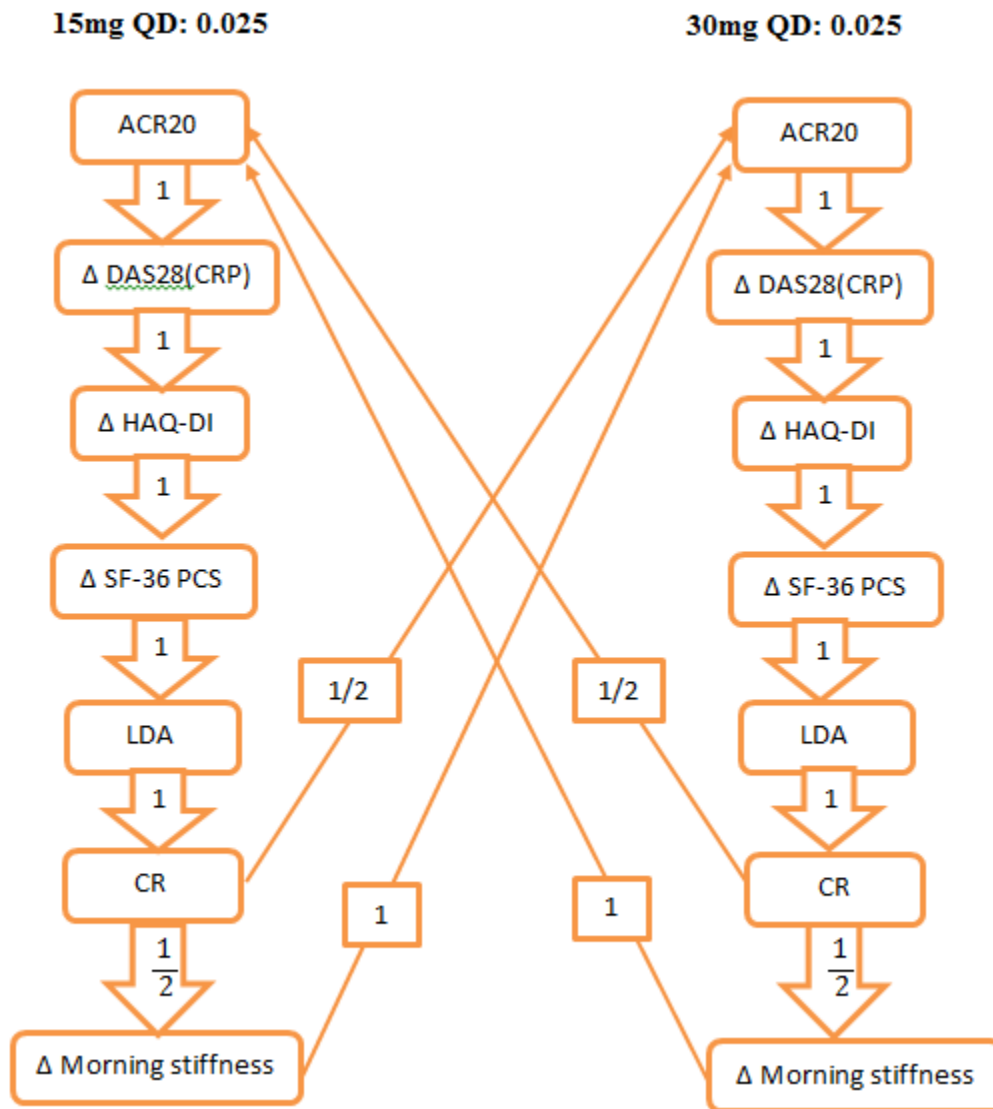 15mg QD: 0.025
30mg QD: 0.025
ACR20
1
Δ DAS28(CRP)
1
Δ HAQ-DI
1
Δ SF-36 PCS
1
LDA
1
CR
1
2
Δ Morning stiffness
ACR20
1
Δ DAS28(CRP)
1
Δ HAQ-DI
1
Δ SF-36 PCS
1
LDA
1
CR
1
2
Δ Morning stiffness
1/2
1/2
1
1